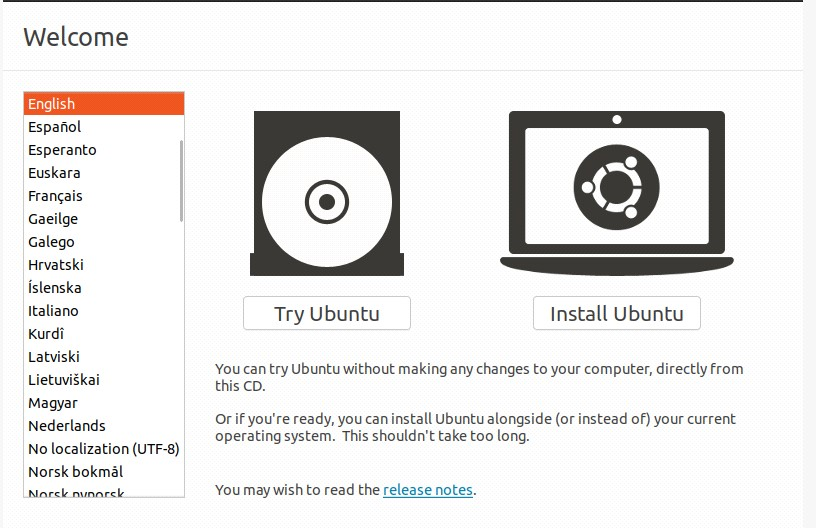 Welcome
English
Español
Esperanto
Euskara
Français
Gaeilge
Galego
Hrvatski
Íslenska
Italiano
Kurdî
Latviski
Lietuviškai
Magyar
Nederlands
No localization (UTF-8)
Norsk bokmål
Norsk nynorsk
Try Ubuntu
Install Ubuntu
You can try Ubuntu without making any changes to your computer, directly from
this CD.
Or if you're ready, you can install Ubuntu alongside (or instead of) your current
operating system.  This shouldn't take too long.
You may wish to read the release notes.